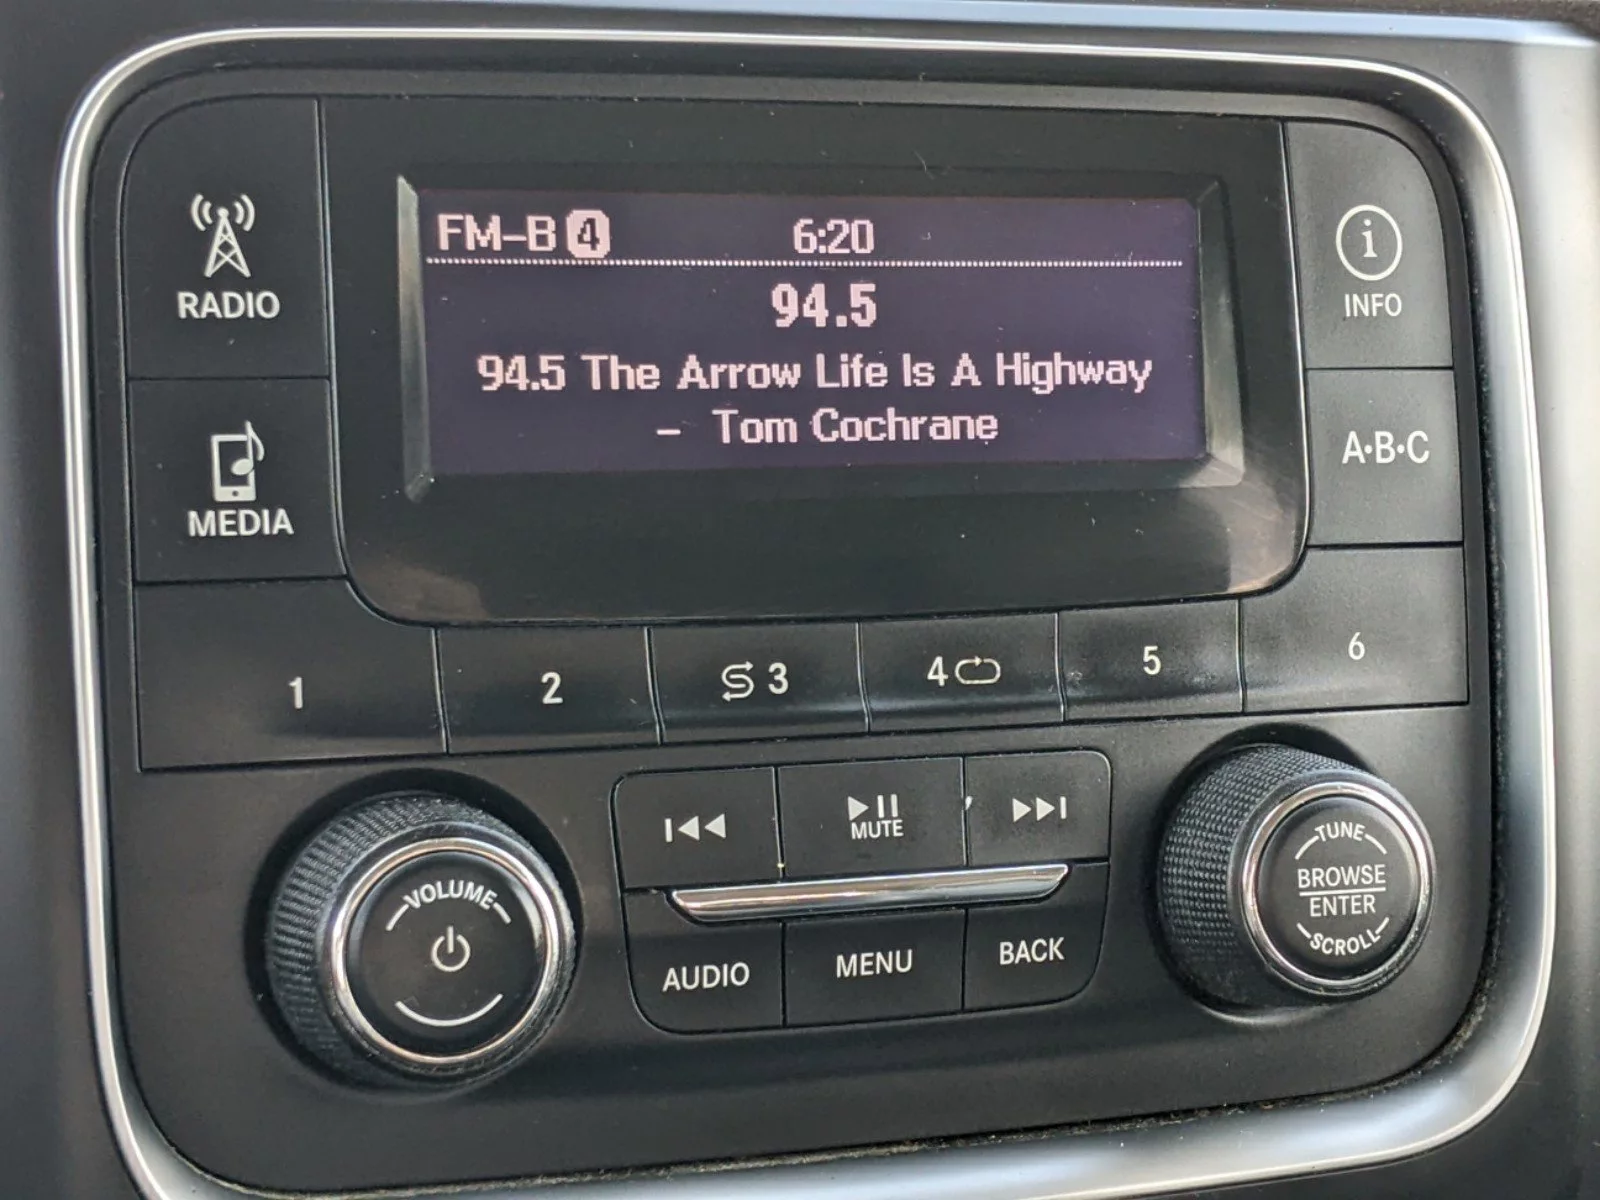 FM-B 4 6:20
94.5
94.5 The Arrow Life Is A Highway
- Tom Cochrane
RADIO
MEDIA
INFO
A·B·C
1 2 3 4 5 6
MUTE
VOLUME
AUDIO MENU BACK
TUNE
BROWSE
ENTER
SCROLL